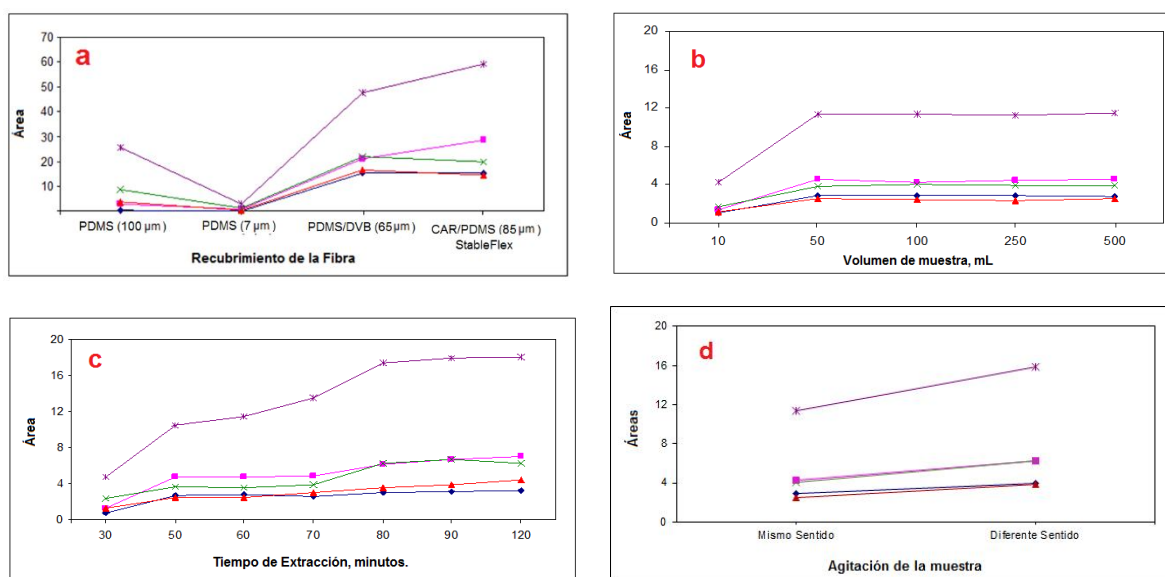 a
70
60
50
40
30
20
10
Área
PDMS (100 µm) PDMS (7 µm) PDMS/DVB (65µm) CAR/PDMS (85 µm)
StableFlex
Recubrimiento de la Fibra
b
20
16
12
8
4
0
Área
10 50 100 250 500
Volumen de muestra, mL
c
20
16
12
8
4
0
Área
30 50 60 70 80 90 120
Tiempo de Extracción, minutos.
d
20
16
12
8
4
0
Áreas
Mismo Sentido Diferente Sentido
Agitación de la muestra